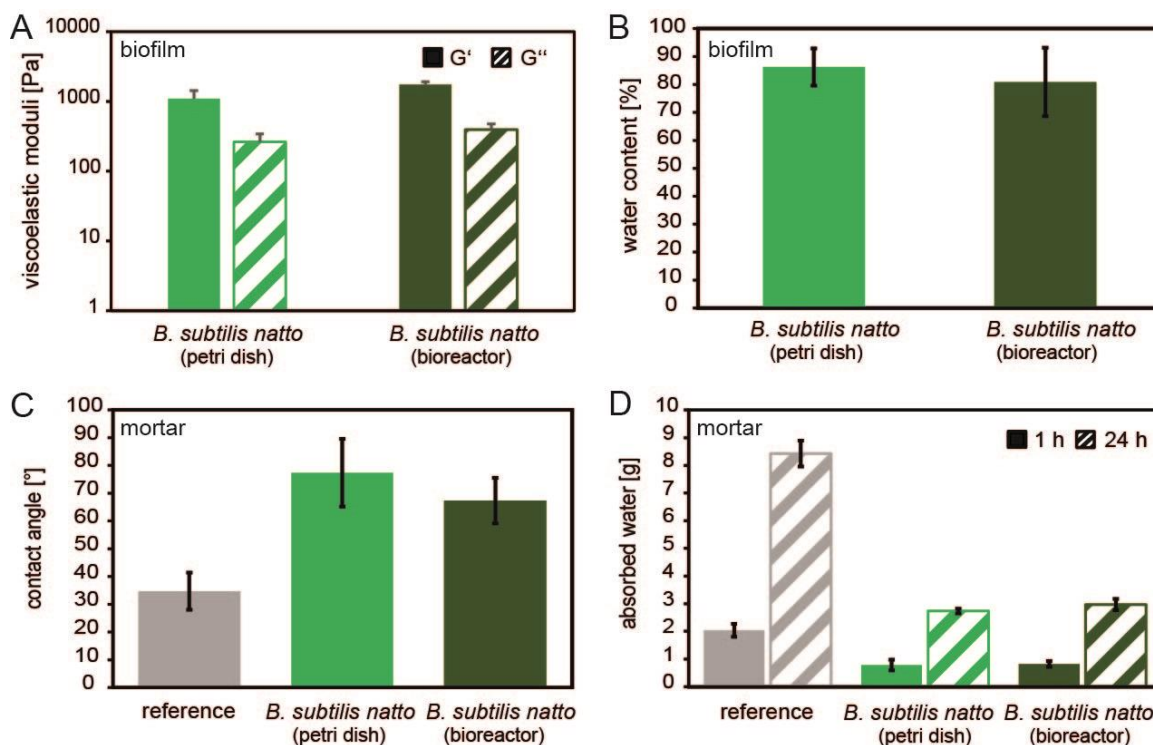 A
biofilm
G‘ G“
viscoelastic moduli [Pa]
10000
1000
100
10
1
B. subtilis natto
(petri dish)
B. subtilis natto
(bioreactor)
B
biofilm
water content [%]
100
90
80
70
60
50
40
30
20
10
0
B. subtilis natto
(petri dish)
B. subtilis natto
(bioreactor)
C
mortar
contact angle [°]
100
90
80
70
60
50
40
30
20
10
0
reference
B. subtilis natto
(petri dish)
B. subtilis natto
(bioreactor)
D
mortar
1 h 24 h
absorbed water [g]
10
9
8
7
6
5
4
3
2
1
0
reference
B. subtilis natto
(petri dish)
B. subtilis natto
(bioreactor)